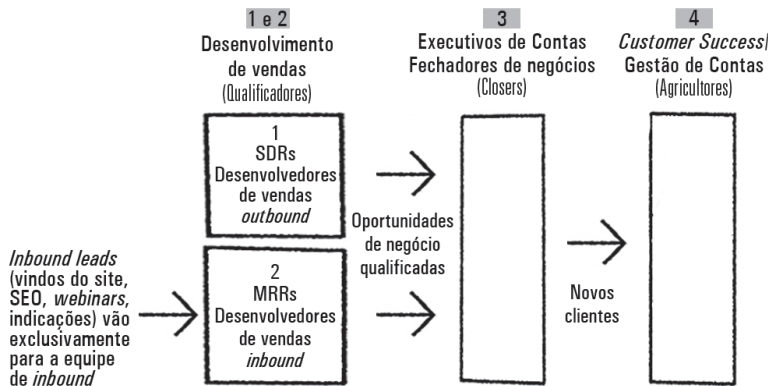 1 e 2
Desenvolvimento
de vendas
(Qualificadores)
3
Executivos de Contas
Fechadores de negócios
(Closers)
4
Customer Success/
Gestão de Contas
(Agricultores)
1
SDRs
Desenvolvedores
de vendas
outbound
Oportunidades
de negócio
qualificadas
Inbound leads
(vindos do site,
SEO, webinars,
indicações) vão
exclusivamente
para a equipe
de inbound
2
MRRs
Desenvolvedores
de vendas
inbound
Novos
clientes